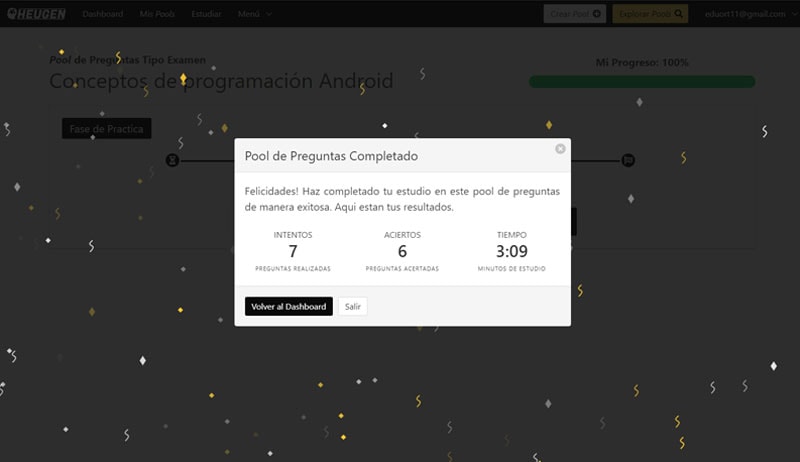 QHEUGEN
Dashboard
Mis Pools
Estudiar
Menú
Crear Pool
Explorar Pools
eduort11@gmail.com
Pool de Preguntas Tipo Examen
Conceptos de programación Android
Mi Progreso: 100%
Fase de Practica
Pool de Preguntas Completado
Felicidades! Haz completado tu estudio en este pool de preguntas
de manera exitosa. Aqui estan tus resultados.
INTENTOS
7
PREGUNTAS REALIZADAS
ACIERTOS
6
PREGUNTAS ACERTADAS
TIEMPO
3:09
MINUTOS DE ESTUDIO
Volver al Dashboard
Salir